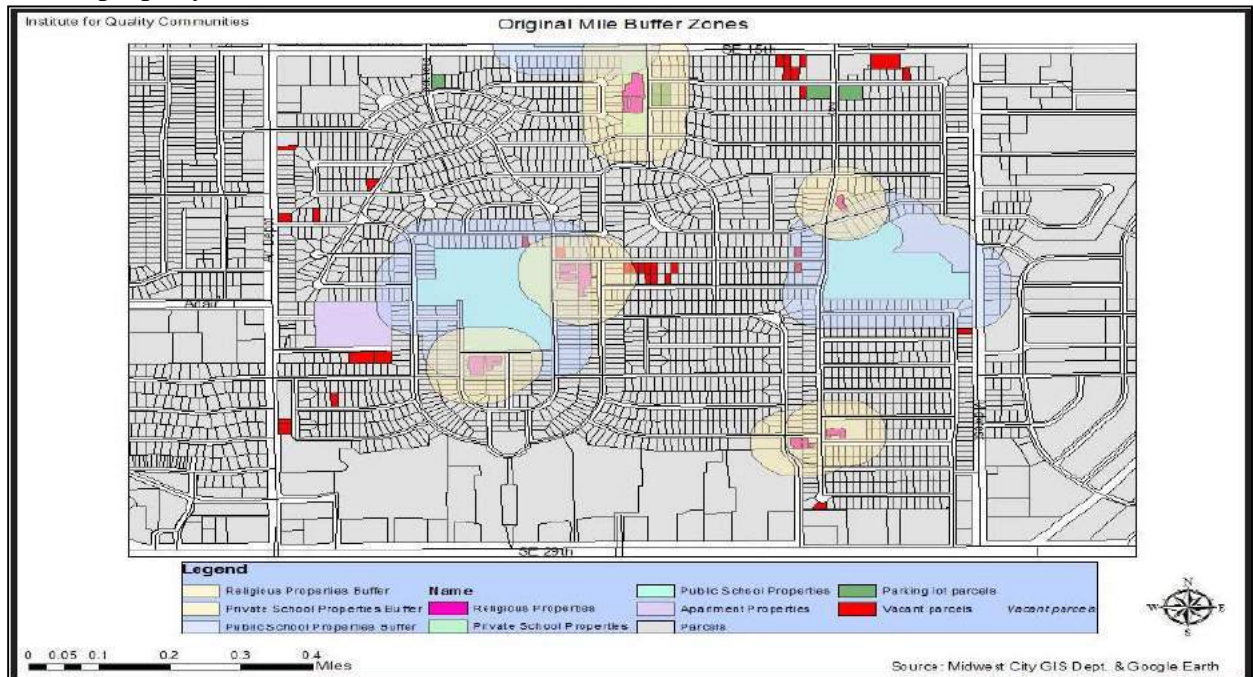 Institute for Quality Communities
Original Mile Buffer Zones
SE 15th
SE 29th
Legend
Religious Properties Buffer
Private School Properties Buffer
Public School Properties Buffer
Name
Religious Properties
Private School Properties
Public School Properties
Apartment Properties
Parcels
Parking lot parcels
Vacant parcels
Vacant parcels
N
W
E
S
0 0.05 0.1 0.2 0.3 0.4
Miles
Source: Midwest City GIS Dept. & Google Earth